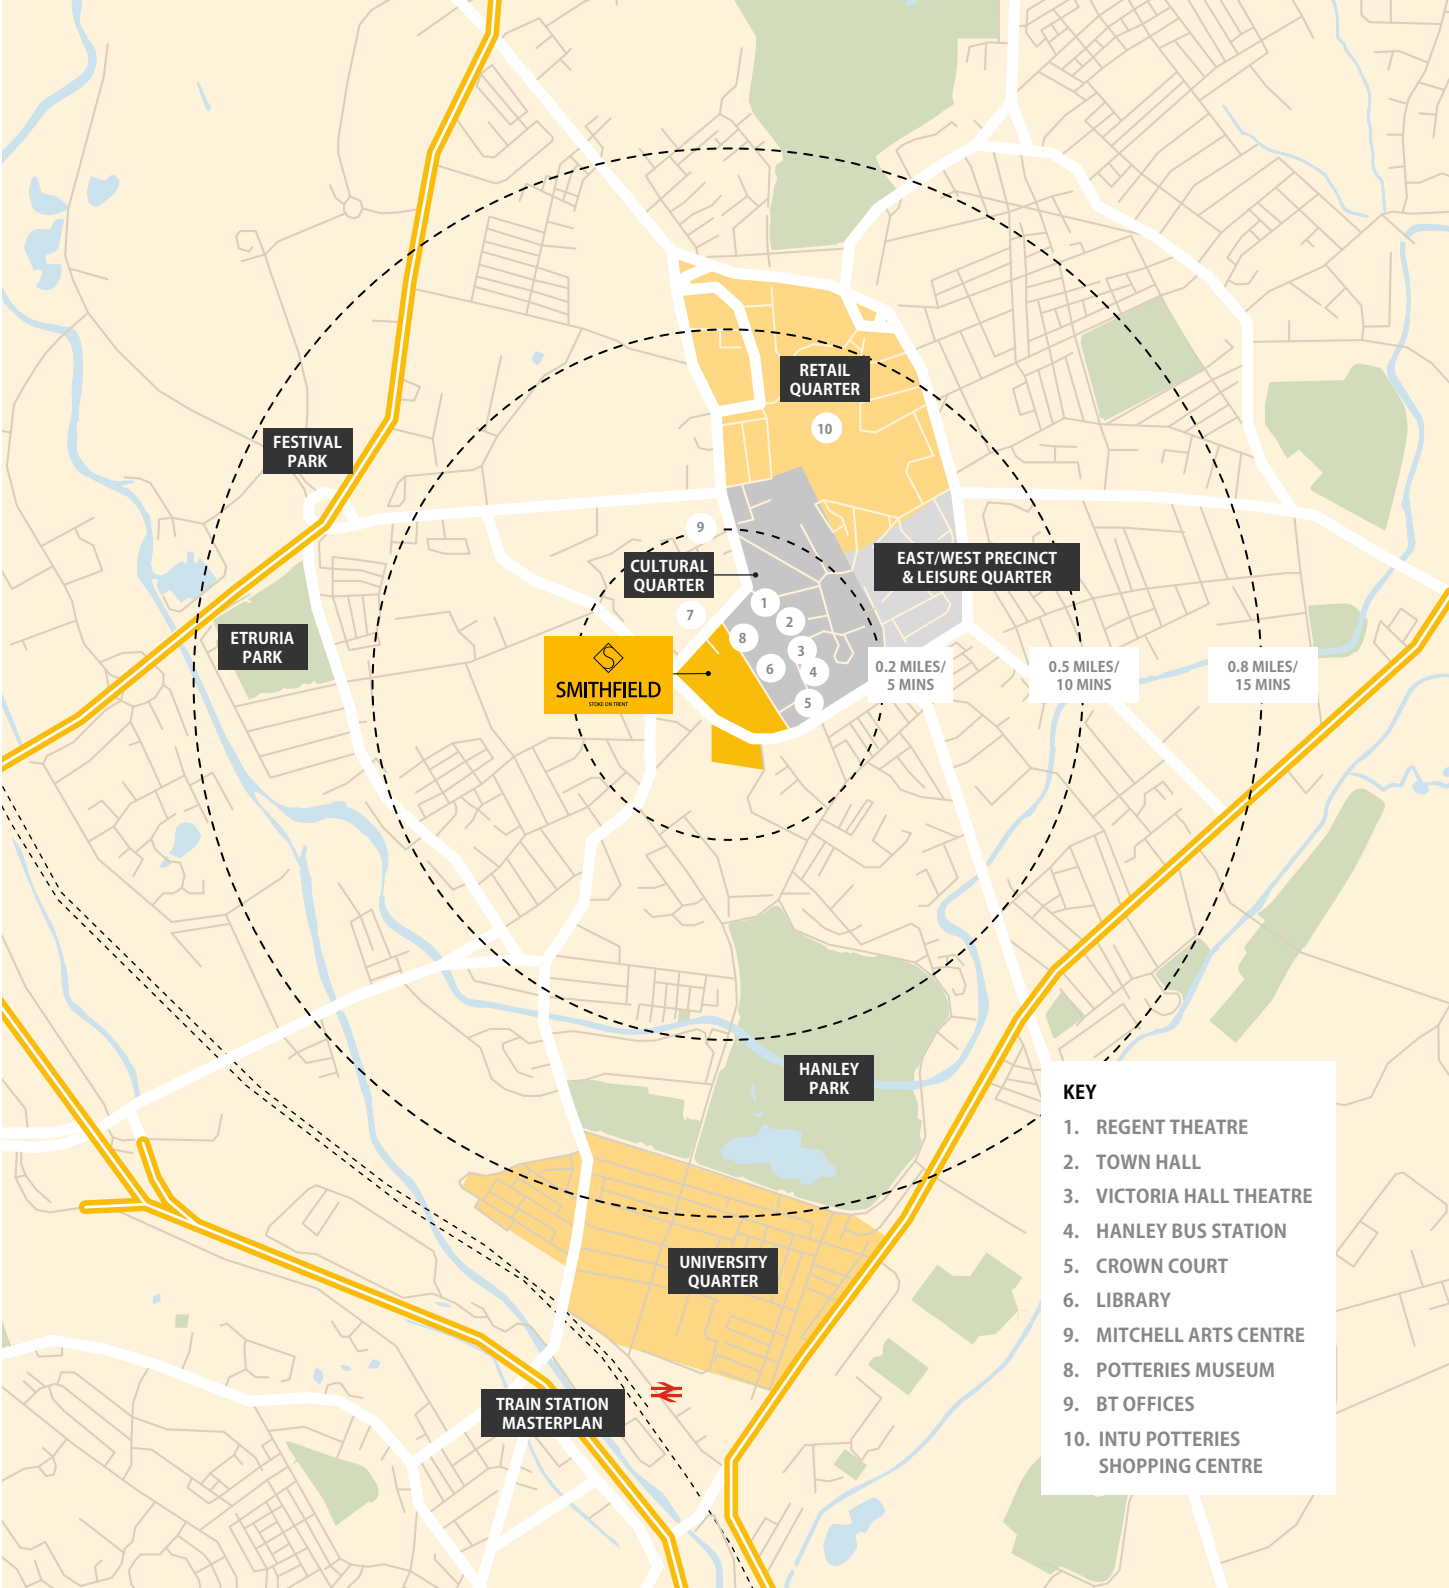 RETAIL
QUARTER
10
FESTIVAL
PARK
9
CULTURAL
QUARTER
EAST/WEST PRECINCT
& LEISURE QUARTER
1
7
2
8
3
6
4
5
ETRURIA
PARK
SMITHFIELD
STOKE ON TRENT
0.2 MILES/
5 MINS
0.5 MILES/
10 MINS
0.8 MILES/
15 MINS
HANLEY
PARK
UNIVERSITY
QUARTER
TRAIN STATION
MASTERPLAN
KEY
1. REGENT THEATRE
2. TOWN HALL
3. VICTORIA HALL THEATRE
4. HANLEY BUS STATION
5. CROWN COURT
6. LIBRARY
9. MITCHELL ARTS CENTRE
8. POTTERIES MUSEUM
9. BT OFFICES
10. INTU POTTERIES
SHOPPING CENTRE